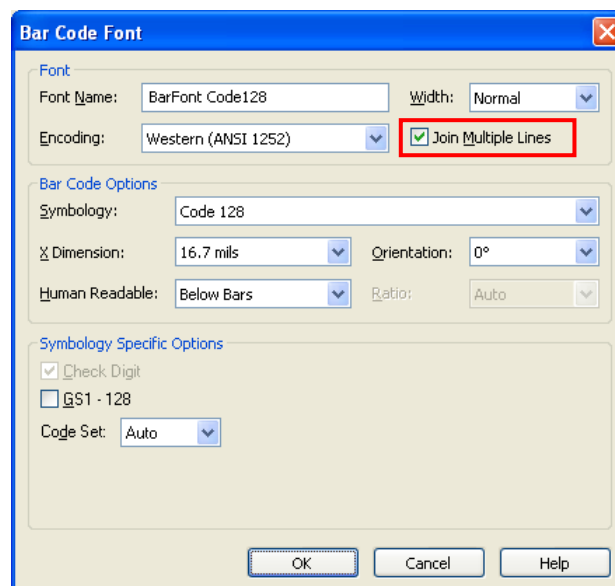 Bar Code Font
Font
Font Name: BarFont Code128 Width: Normal
Encoding: Western (ANSI 1252) Join Multiple Lines
Bar Code Options
Symbology: Code 128
X Dimension: 16.7 mils Orientation: 0°
Human Readable: Below Bars Ratio: Auto
Symbology Specific Options
Check Digit
GS1 - 128
Code Set: Auto
OK Cancel Help